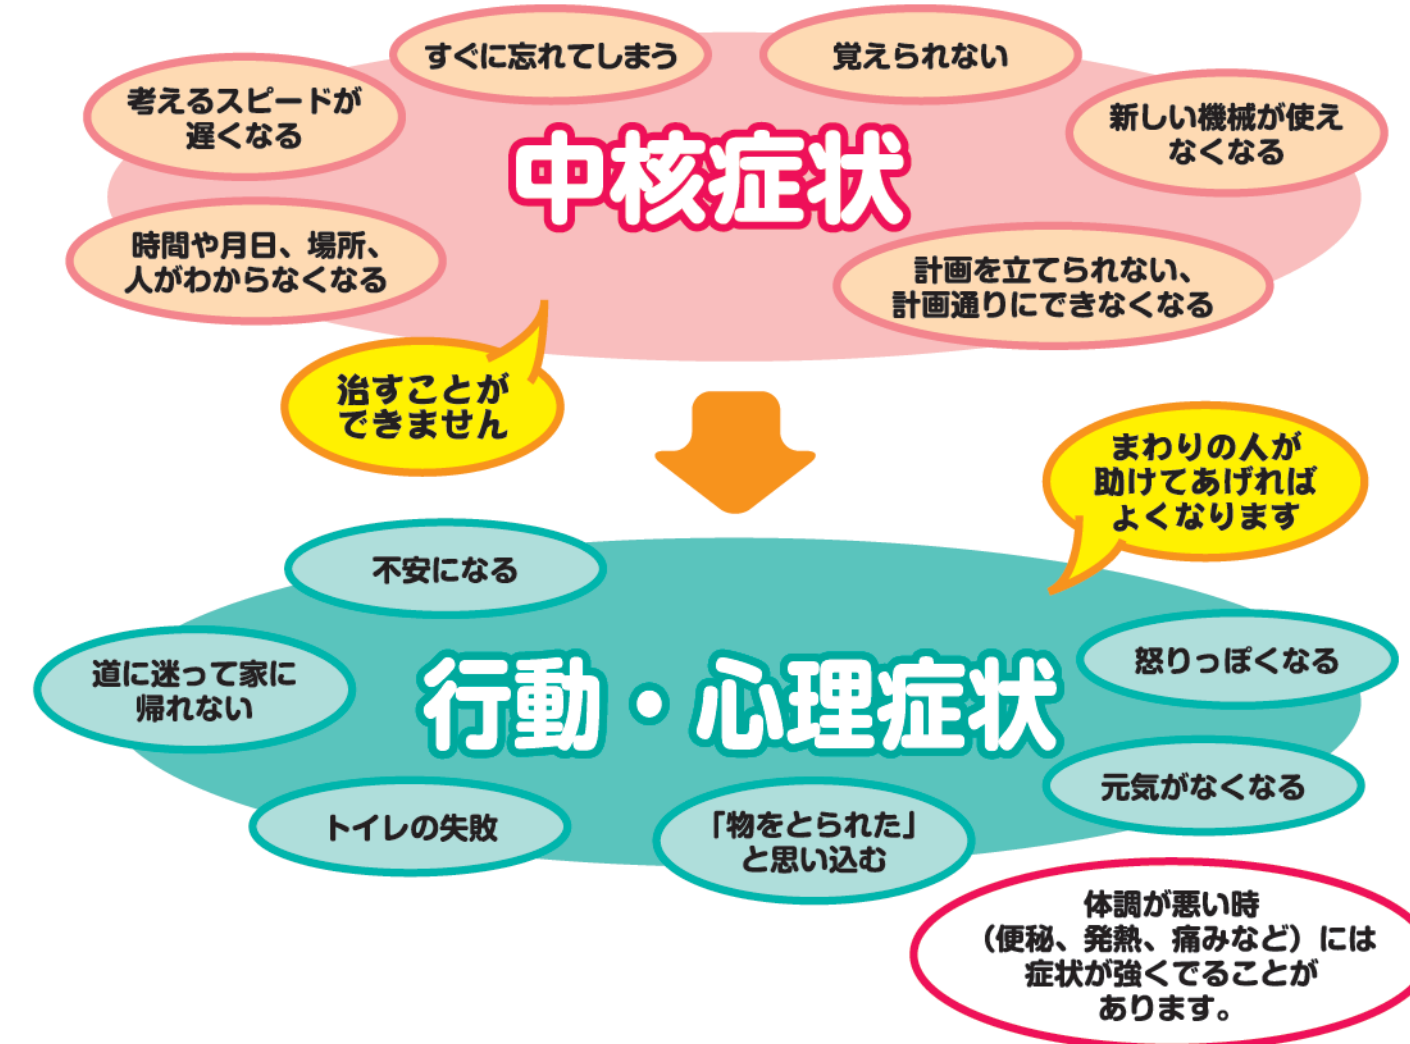 すぐに忘れてしまう
覚えられない
考えるスピードが
遅くなる
新しい機械が使え
なくなる
中核症状
時間や月日、場所、
人がわからなくなる
計画を立てられない、
計画通りにできなくなる
治すことが
できません
まわりの人が
助けてあげれば
よくなります
不安になる
道に迷って家に
帰れない
行動・心理症状
怒りっぽくなる
元気がなくなる
トイレの失敗
「物をとられた」
と思い込む
体調が悪い時
（便秘、発熱、痛みなど）には
症状が強くでることが
あります。